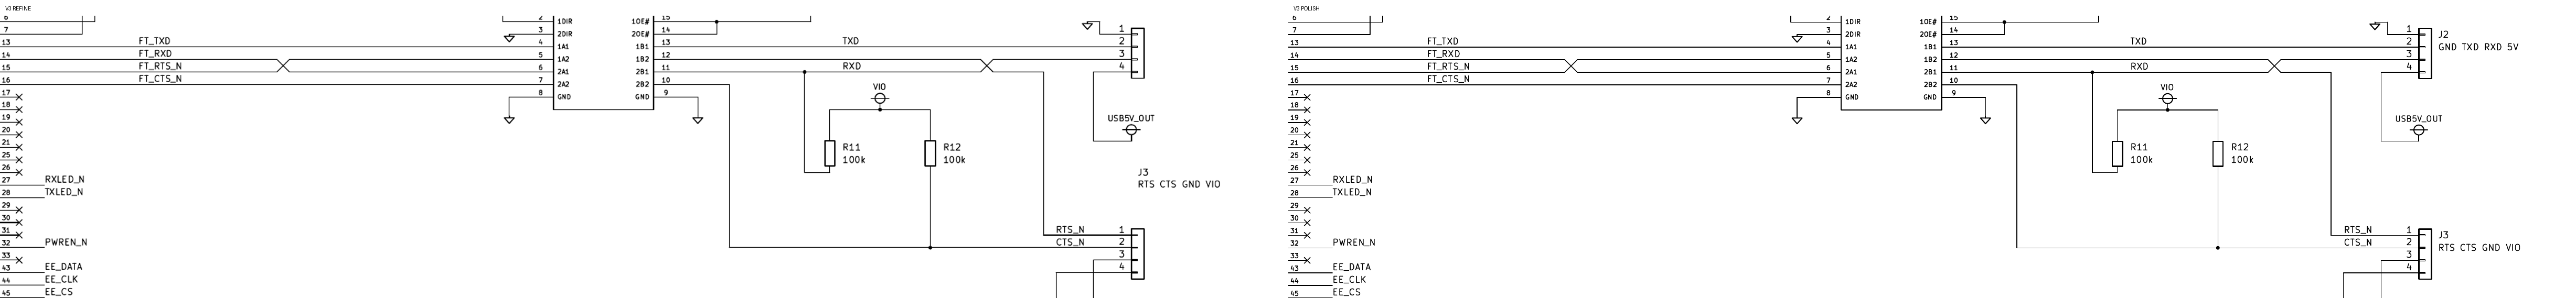 V3 REFINE
6
7
13 FT_TXD
14 FT_RXD
15 FT_RTS_N
16 FT_CTS_N
17
18
19
20
21
25
26
27 RXLED_N
28 TXLED_N
29
30
31
32 PWREN_N
33
43 EE_DATA
44 EE_CLK
45 EE_CS
2 1DIR 1OE# 15
3 2DIR 2OE# 14
4 1A1 1B1 13 TXD
5 1A2 1B2 12
6 2A1 2B1 11 RXD
7 2A2 2B2 10
8 GND GND 9
VIO
R11
100k
R12
100k
1
2
3
4
USB5V_OUT
J3
RTS CTS GND VIO
RTS_N 1
CTS_N 2
3
4
V3 POLISH
6
7
13 FT_TXD
14 FT_RXD
15 FT_RTS_N
16 FT_CTS_N
17
18
19
20
21
25
26
27 RXLED_N
28 TXLED_N
29
30
31
32 PWREN_N
33
43 EE_DATA
44 EE_CLK
45 EE_CS
2 1DIR 1OE# 15
3 2DIR 2OE# 14
4 1A1 1B1 13 TXD
5 1A2 1B2 12
6 2A1 2B1 11 RXD
7 2A2 2B2 10
8 GND GND 9
VIO
R11
100k
R12
100k
1
2
3
4
J2
GND TXD RXD 5V
USB5V_OUT
RTS_N 1
CTS_N 2
3
4
J3
RTS CTS GND VIO